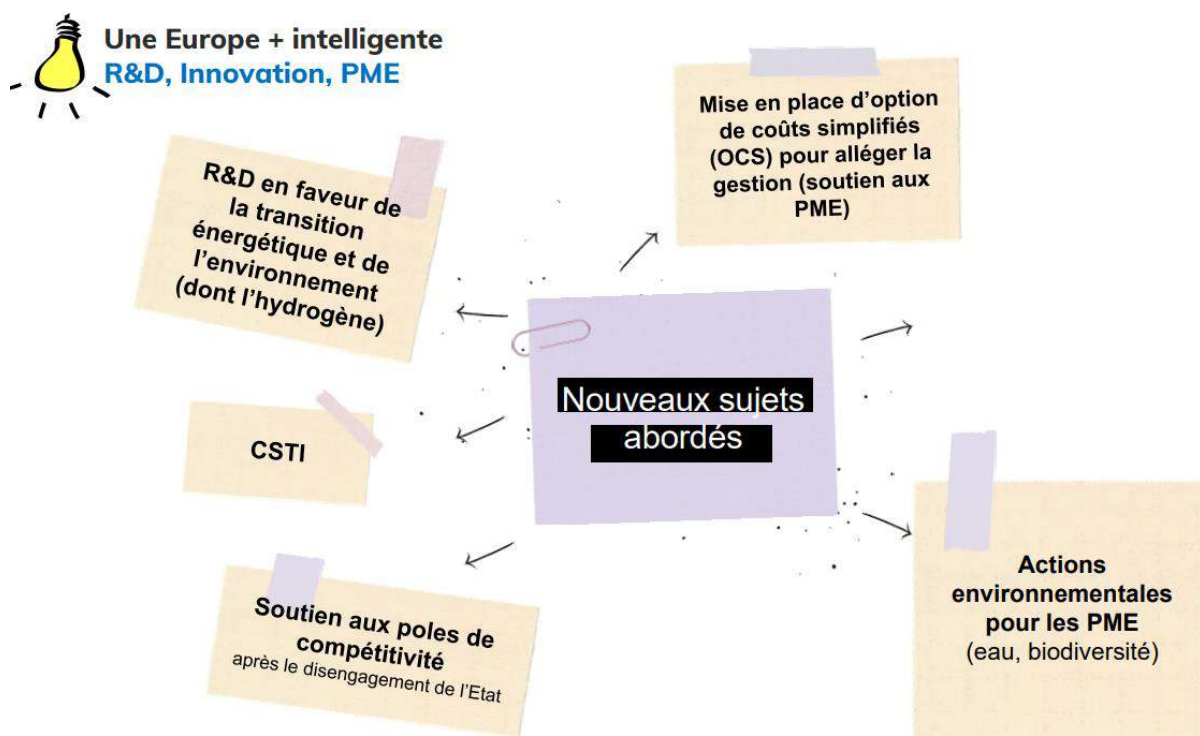 Une Europe + intelligente
R&D, Innovation, PME
Mise en place d'option
de coûts simplifiés
(OCS) pour alléger la
gestion (soutien aux
PME)
R&D en faveur de
la transition
énergétique et de
l'environnement
(dont l'hydrogène)
Nouveaux sujets
abordés
CSTI
Soutien aux poles de
compétitivité
après le disengagement de l'Etat
Actions
environnementales
pour les PME
(eau, biodiversité)